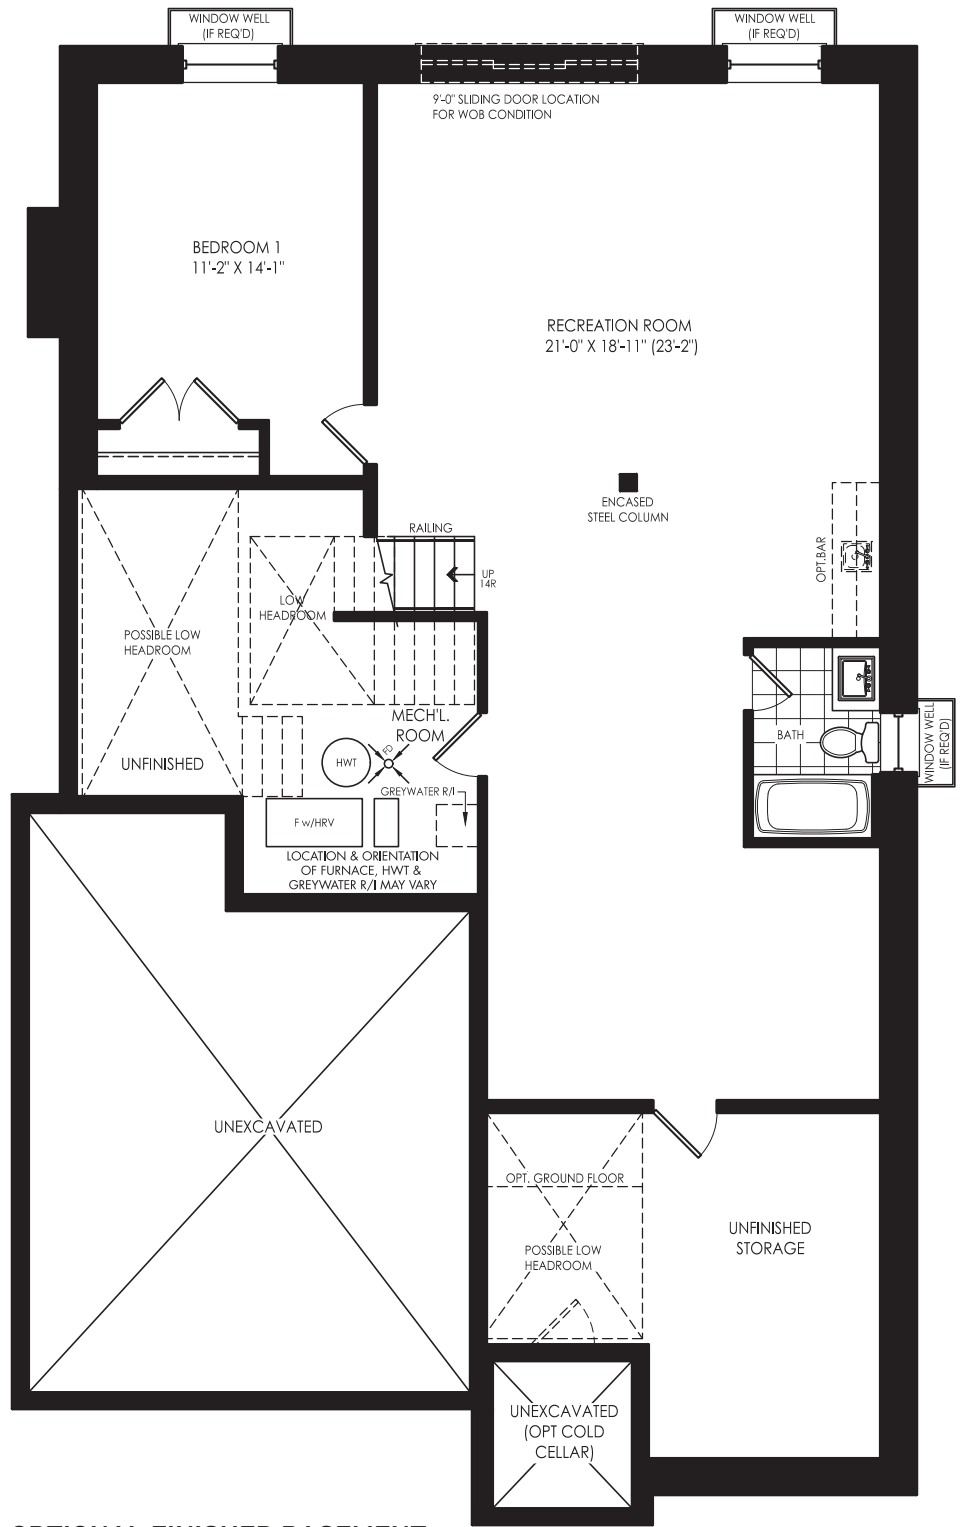 WINDOW WELL
(IF REQ'D)
WINDOW WELL
(IF REQ'D)
9'-0" SLIDING DOOR LOCATION
FOR WOB CONDITION
BEDROOM 1
11'-2" X 14'-1"
RECREATION ROOM
21'-0" X 18'-11" (23'-2")
ENCASED
STEEL COLUMN
RAILING
UP
14R
OPT.BAR
LOW
HEADROOM
POSSIBLE LOW
HEADROOM
MECH'L.
ROOM
UNFINISHED
HWT
FD
GREYWATER R/I
F w/HRV
LOCATION & ORIENTATION
OF FURNACE, HWT &
GREYWATER R/I MAY VARY
BATH
WINDOW WELL
(IF REQ'D)
UNEXCAVATED
OPT. GROUND FLOOR
POSSIBLE LOW
HEADROOM
UNFINISHED
STORAGE
UNEXCAVATED
(OPT COLD
CELLAR)
OPTIONAL FINISHED BASEMENT